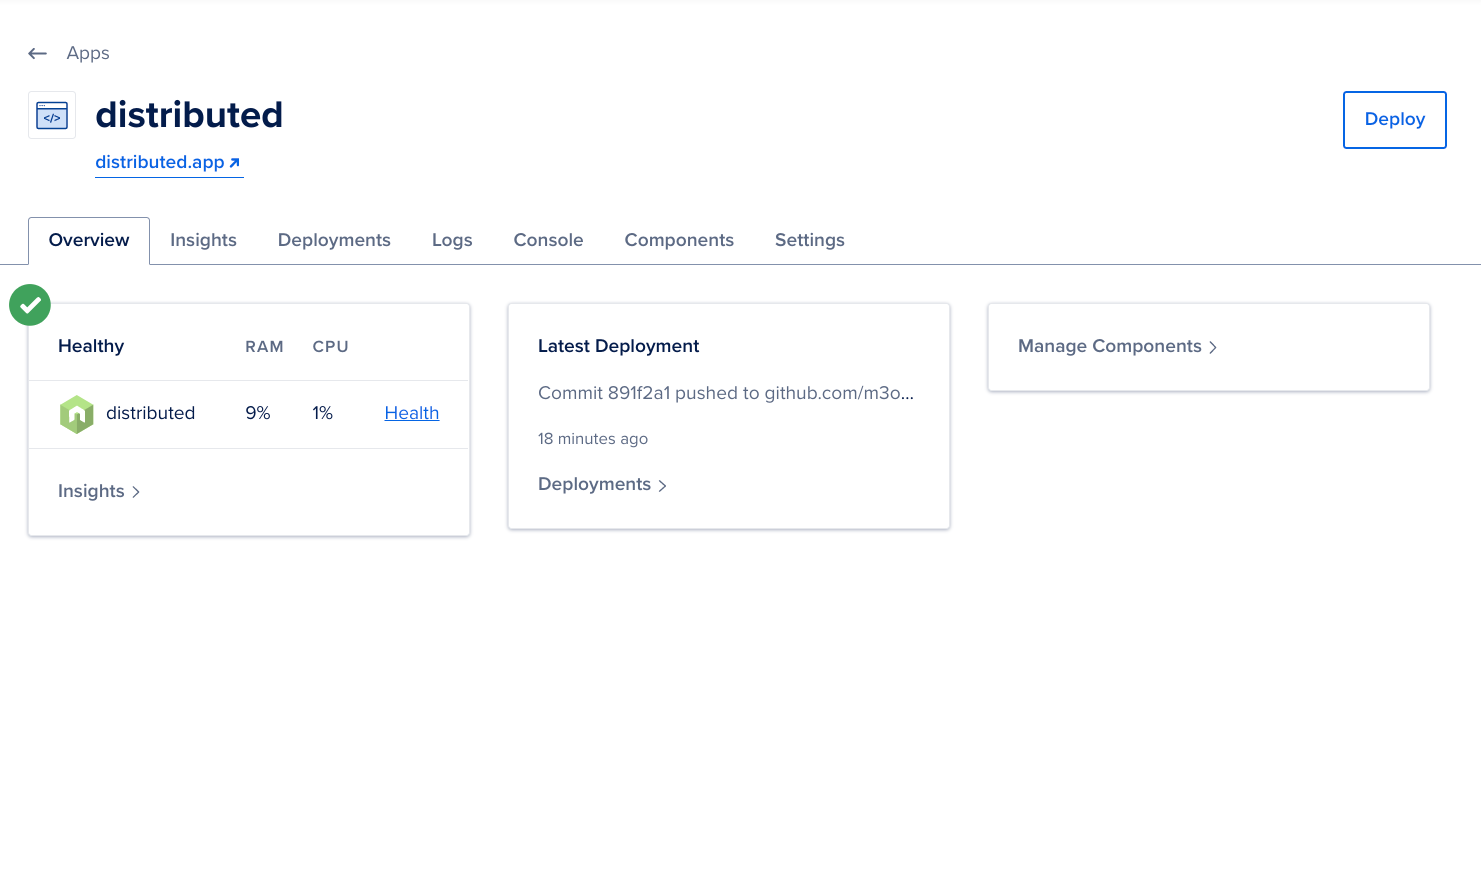 Apps
distributed
distributed.app
Deploy
Overview Insights Deployments Logs Console Components Settings
Healthy RAM CPU
distributed 9% 1% Health
Insights
Latest Deployment
Commit 891f2a1 pushed to github.com/m3o...
18 minutes ago
Deployments
Manage Components